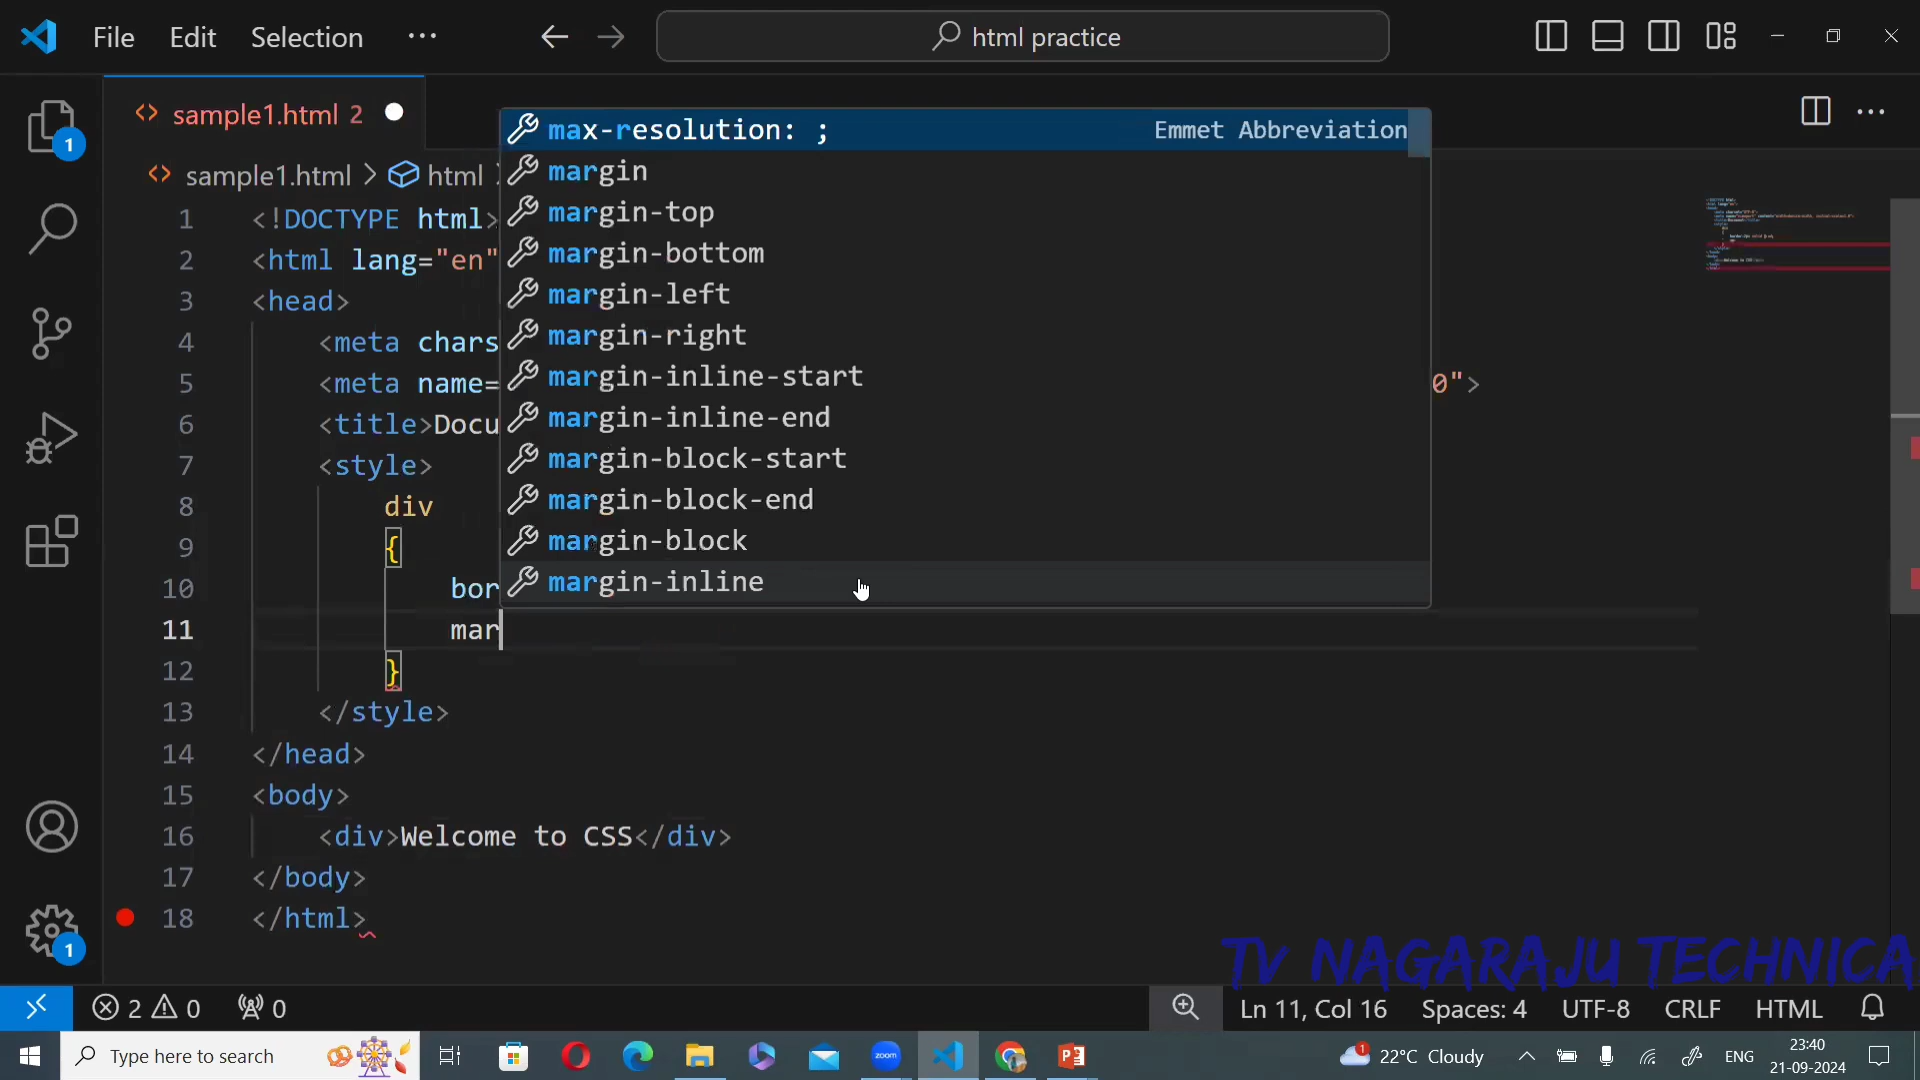 File Edit Selection ··· html practice
sample1.html 2
sample1.html > html
max-resolution: ; Emmet Abbreviation
margin
margin-top
margin-bottom
margin-left
margin-right
margin-inline-start
margin-inline-end
margin-block-start
margin-block-end
margin-block
margin-inline
1 <!DOCTYPE html>
2 <html lang="en"
3 <head>
4 <meta chars
5 <meta name= 0">
6 <title>Docu
7 <style>
8 div
9 {
10 bor
11 mar
12 }
13 </style>
14 </head>
15 <body>
16 <div>Welcome to CSS</div>
17 </body>
18 </html>
1
1
TV NAGARAJU TECHNICA
2 0 0 Ln 11, Col 16 Spaces: 4 UTF-8 CRLF HTML
Type here to search zoom 1 22°C Cloudy ENG 23:40
21-09-2024